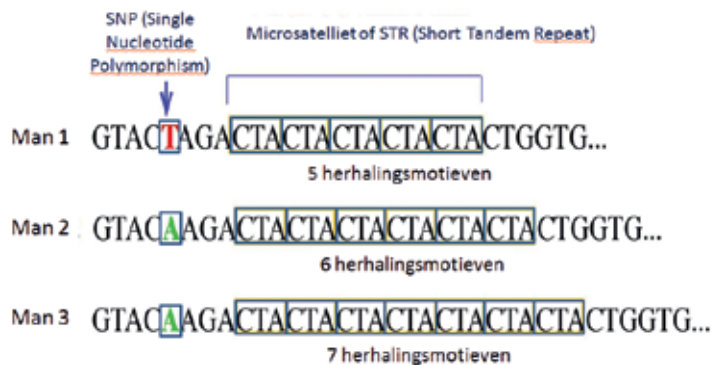 SNP (Single
Nucleotide
Polymorphism)
Microsatelliet of STR (Short Tandem Repeat)
Man 1 GTACTAGACTACTACTACTACTACTGGTG...
5 herhalingsmotieven
Man 2 GTACAAGACTACTACTACTACTACTACTGGTG...
6 herhalingsmotieven
Man 3 GTACAAGACTACTACTACTACTACTACTACTGGTG...
7 herhalingsmotieven